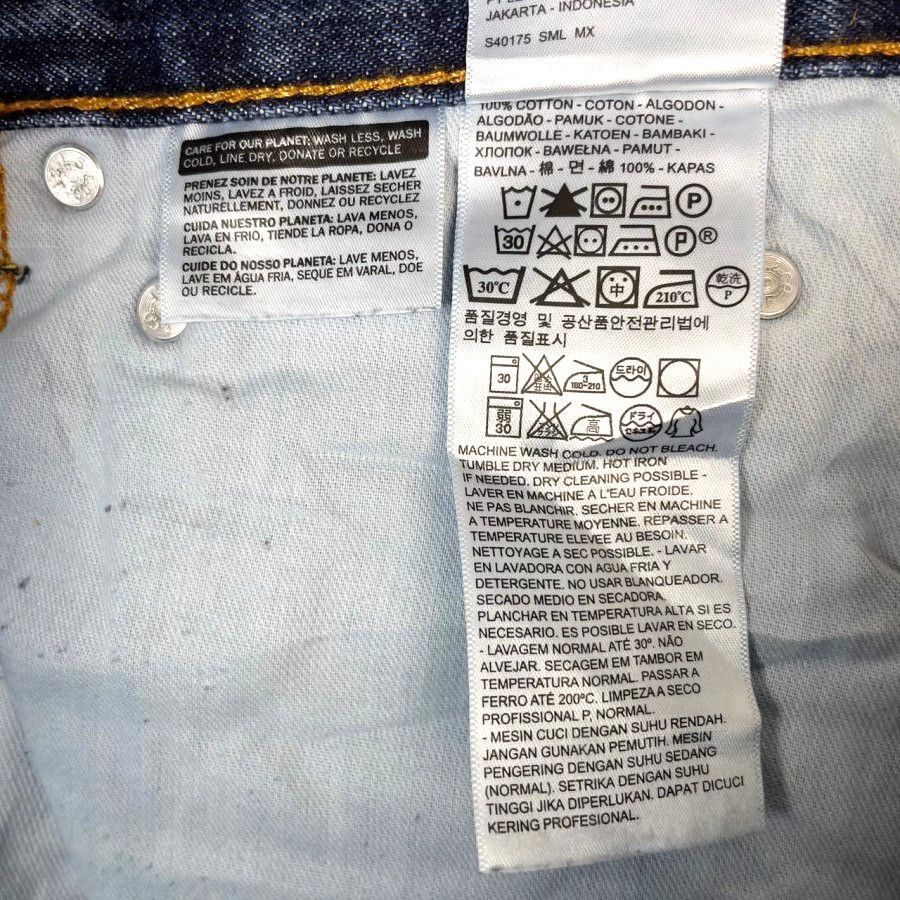 JAKARTA - INDONESIA
S40175 SML MX
CARE FOR OUR PLANET: WASH LESS, WASH
COLD, LINE DRY, DONATE OR RECYCLE
PRENEZ SOIN DE NOTRE PLANETE: LAVEZ
MOINS, LAVEZ A FROID, LAISSEZ SECHER
NATURELLEMENT, DONNEZ OU RECYCLEZ
CUIDA NUESTRO PLANETA: LAVA MENOS,
LAVA EN FRIO, TIENDE LA ROPA, DONA O
RECICLA.
CUIDE DO NOSSO PLANETA: LAVE MENOS,
LAVE EM ÁGUA FRIA, SEQUE EM VARAL, DOE
OU RECICLE.
100% COTTON - COTON - ALGODON -
ALGODÃO - PAMUK - COTONE -
BAUMWOLLE - KATOEN - BAMBAKI -
ХЛОПОК - BAWEŁNA - PAMUT -
BAVLNA - 棉 - 면 - 綿 100% - KAPAS
P
30 P ®
30°C 中 210°C 乾洗 P
품질경영 및 공산품안전관리법에
의한 품질표시
30 3 180~210 드라이
弱 30 高 ドライ
MACHINE WASH COLD. DO NOT BLEACH.
TUMBLE DRY MEDIUM. HOT IRON
IF NEEDED. DRY CLEANING POSSIBLE -
LAVER EN MACHINE A L'EAU FROIDE.
NE PAS BLANCHIR. SECHER EN MACHINE
A TEMPERATURE MOYENNE. REPASSER A
TEMPERATURE ELEVEE AU BESOIN.
NETTOYAGE A SEC POSSIBLE. - LAVAR
EN LAVADORA CON AGUA FRIA Y
DETERGENTE. NO USAR BLANQUEADOR.
SECADO MEDIO EN SECADORA.
PLANCHAR EN TEMPERATURA ALTA SI ES
NECESARIO. ES POSIBLE LAVAR EN SECO.
- LAVAGEM NORMAL ATÉ 30º. NÃO
ALVEJAR. SECAGEM EM TAMBOR EM
TEMPERATURA NORMAL. PASSAR A
FERRO ATÉ 200ºC. LIMPEZA A SECO
PROFISSIONAL P, NORMAL.
- MESIN CUCI DENGAN SUHU RENDAH.
JANGAN GUNAKAN PEMUTIH. MESIN
PENGERING DENGAN SUHU SEDANG
(NORMAL). SETRIKA DENGAN SUHU
TINGGI JIKA DIPERLUKAN. DAPAT DICUCI
KERING PROFESIONAL.